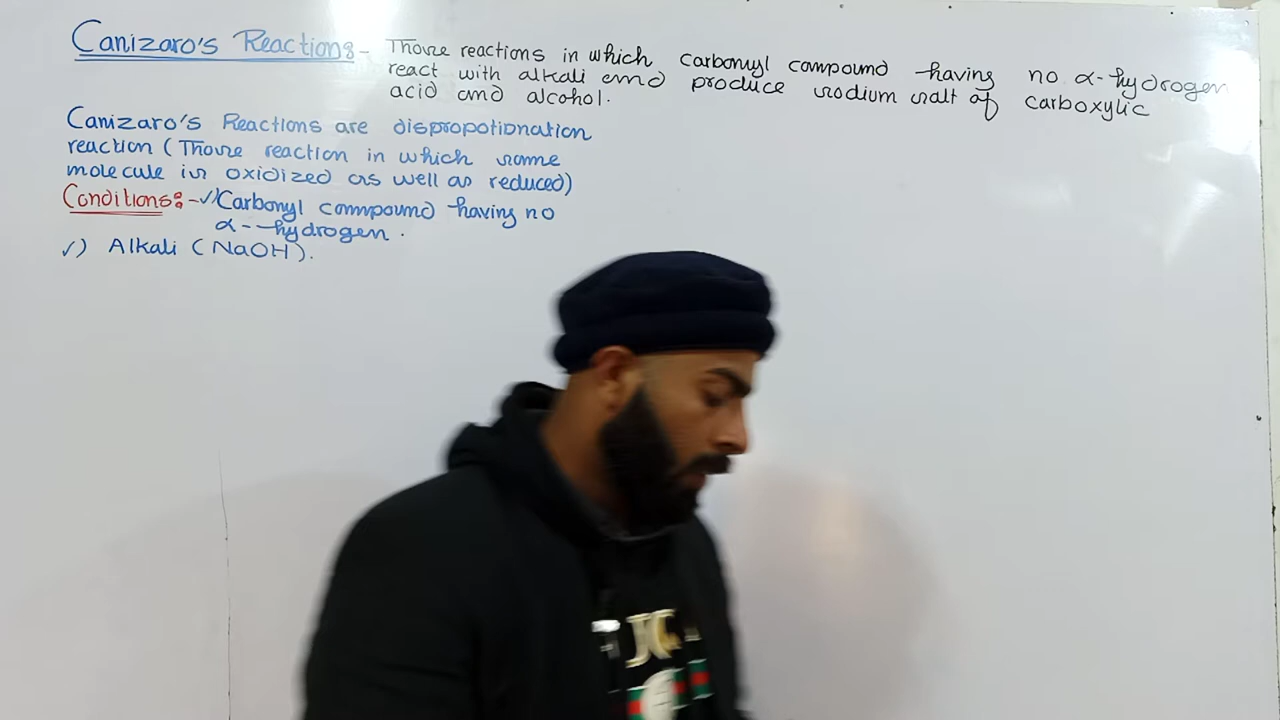 Canizaro's Reactions:- Those reactions in which carbonyl compound having no α-hydrogen
react with alkali and produce sodium salt of carboxylic
acid and alcohol.
Canizaro's Reactions are dispropotionation
reaction (Those reaction in which same
molecule is oxidized as well as reduced)
Conditions:- ✓) Carbonyl compound having no
α--hydrogen.
✓) Alkali (NaOH).